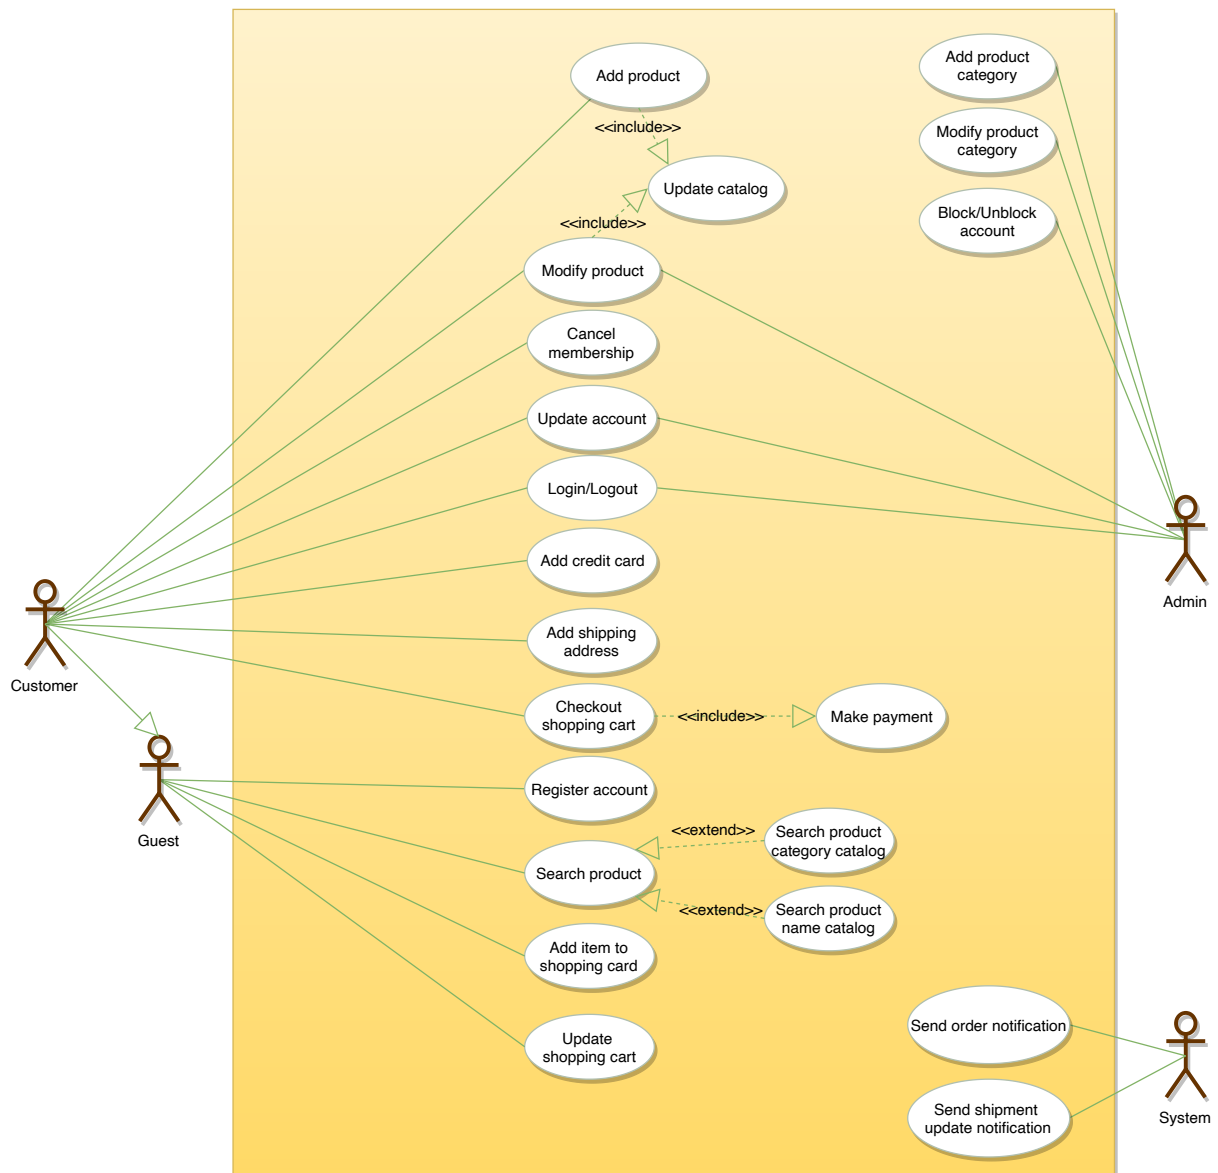 Add product
<<include>>
Update catalog
<<include>>
Modify product
Cancel
membership
Update account
Login/Logout
Add credit card
Add shipping
address
Checkout
shopping cart
<<include>>
Make payment
Register account
Search product
<<extend>>
Search product
category catalog
<<extend>>
Search product
name catalog
Add item to
shopping card
Update
shopping cart
Add product
category
Modify product
category
Block/Unblock
account
Admin
Customer
Guest
Send order notification
Send shipment
update notification
System